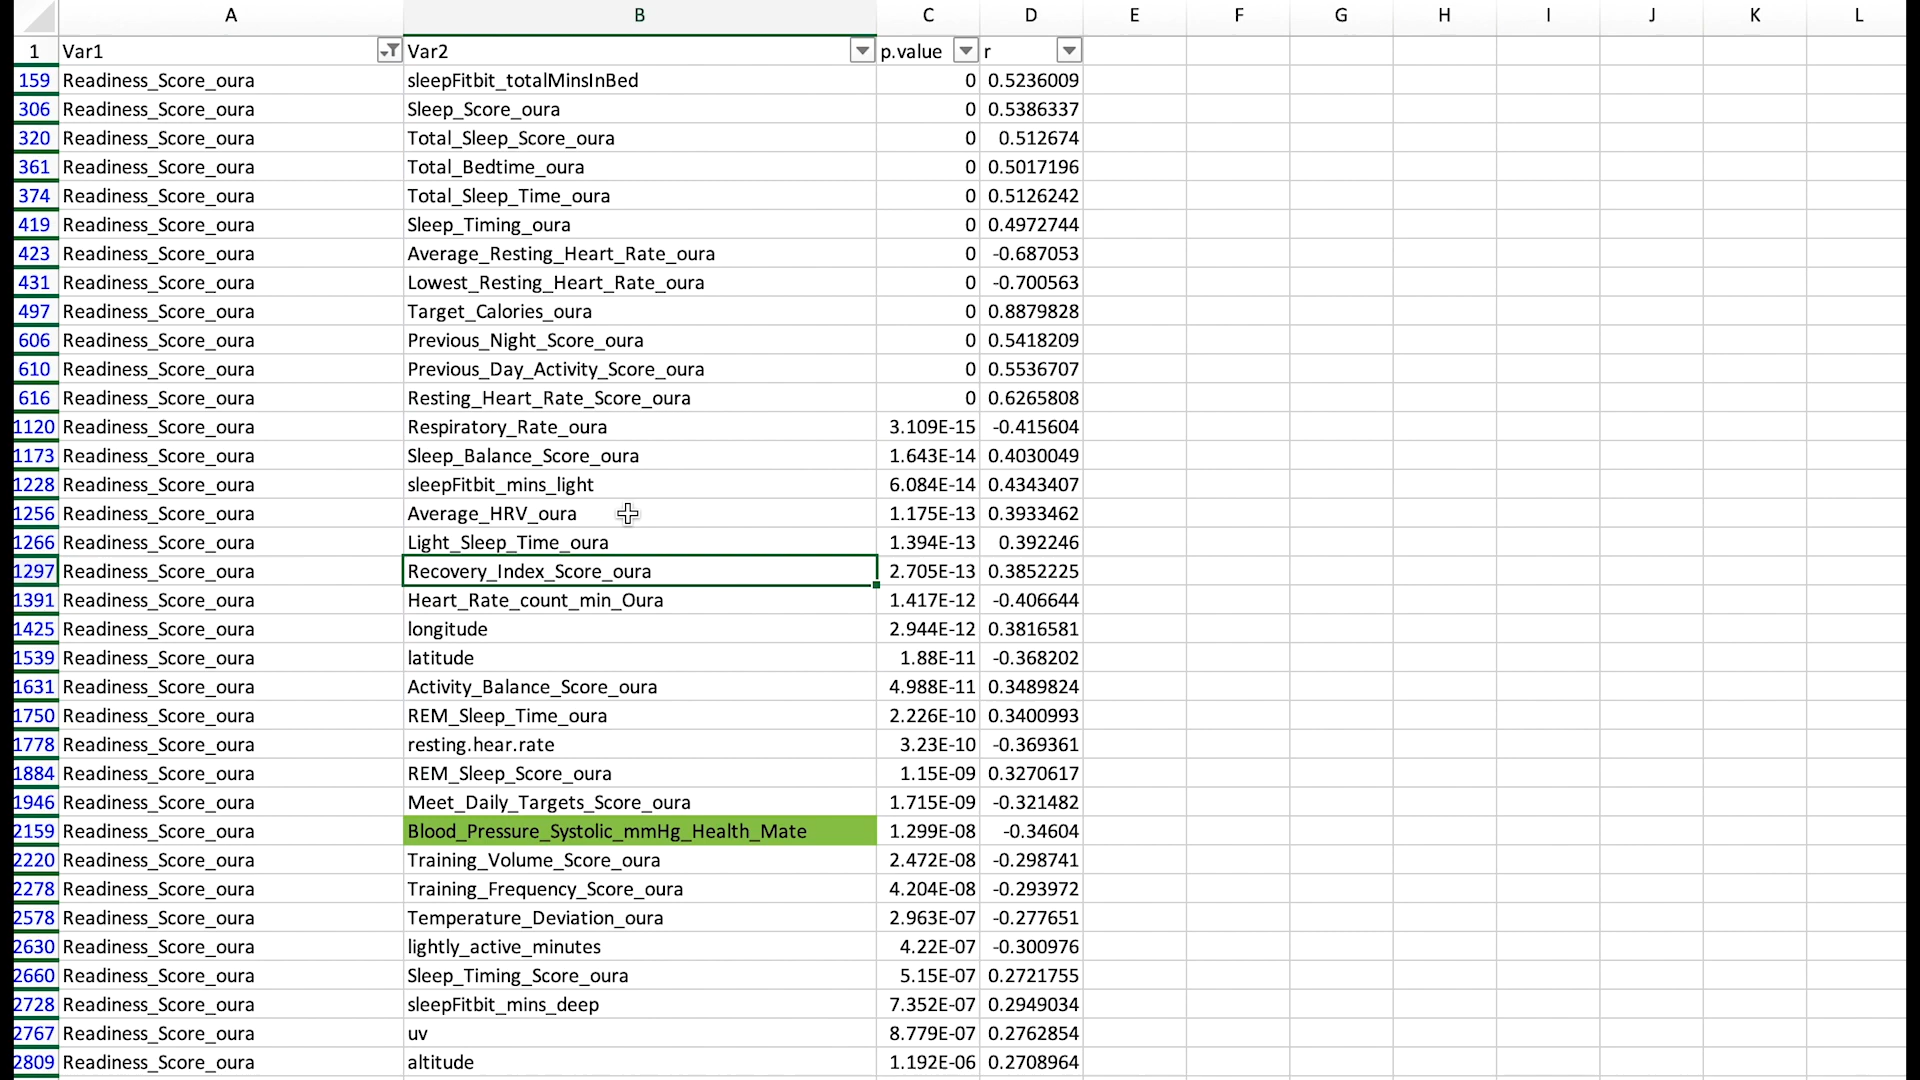 A B C D E F G H I J K L
1 Var1 Var2 p.value r
159 Readiness_Score_oura sleepFitbit_totalMinsInBed 0 0.5236009
306 Readiness_Score_oura Sleep_Score_oura 0 0.5386337
320 Readiness_Score_oura Total_Sleep_Score_oura 0 0.512674
361 Readiness_Score_oura Total_Bedtime_oura 0 0.5017196
374 Readiness_Score_oura Total_Sleep_Time_oura 0 0.5126242
419 Readiness_Score_oura Sleep_Timing_oura 0 0.4972744
423 Readiness_Score_oura Average_Resting_Heart_Rate_oura 0 -0.687053
431 Readiness_Score_oura Lowest_Resting_Heart_Rate_oura 0 -0.700563
497 Readiness_Score_oura Target_Calories_oura 0 0.8879828
606 Readiness_Score_oura Previous_Night_Score_oura 0 0.5418209
610 Readiness_Score_oura Previous_Day_Activity_Score_oura 0 0.5536707
616 Readiness_Score_oura Resting_Heart_Rate_Score_oura 0 0.6265808
1120 Readiness_Score_oura Respiratory_Rate_oura 3.109E-15 -0.415604
1173 Readiness_Score_oura Sleep_Balance_Score_oura 1.643E-14 0.4030049
1228 Readiness_Score_oura sleepFitbit_mins_light 6.084E-14 0.4343407
1256 Readiness_Score_oura Average_HRV_oura 1.175E-13 0.3933462
1266 Readiness_Score_oura Light_Sleep_Time_oura 1.394E-13 0.392246
1297 Readiness_Score_oura Recovery_Index_Score_oura 2.705E-13 0.3852225
1391 Readiness_Score_oura Heart_Rate_count_min_Oura 1.417E-12 -0.406644
1425 Readiness_Score_oura longitude 2.944E-12 0.3816581
1539 Readiness_Score_oura latitude 1.88E-11 -0.368202
1631 Readiness_Score_oura Activity_Balance_Score_oura 4.988E-11 0.3489824
1750 Readiness_Score_oura REM_Sleep_Time_oura 2.226E-10 0.3400993
1778 Readiness_Score_oura resting.hear.rate 3.23E-10 -0.369361
1884 Readiness_Score_oura REM_Sleep_Score_oura 1.15E-09 0.3270617
1946 Readiness_Score_oura Meet_Daily_Targets_Score_oura 1.715E-09 -0.321482
2159 Readiness_Score_oura Blood_Pressure_Systolic_mmHg_Health_Mate 1.299E-08 -0.34604
2220 Readiness_Score_oura Training_Volume_Score_oura 2.472E-08 -0.298741
2278 Readiness_Score_oura Training_Frequency_Score_oura 4.204E-08 -0.293972
2578 Readiness_Score_oura Temperature_Deviation_oura 2.963E-07 -0.277651
2630 Readiness_Score_oura lightly_active_minutes 4.22E-07 -0.300976
2660 Readiness_Score_oura Sleep_Timing_Score_oura 5.15E-07 0.2721755
2728 Readiness_Score_oura sleepFitbit_mins_deep 7.352E-07 0.2949034
2767 Readiness_Score_oura uv 8.779E-07 0.2762854
2809 Readiness_Score_oura altitude 1.192E-06 0.2708964